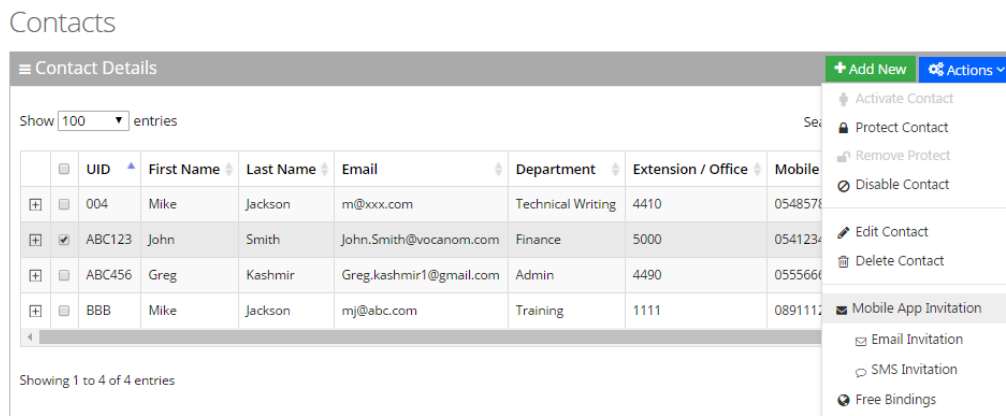 Contacts
Contact Details
Add New
Actions
Show 100 entries
Activate Contact
Protect Contact
Remove Protect
Disable Contact
Edit Contact
Delete Contact
Mobile App Invitation
Email Invitation
SMS Invitation
Free Bindings
UID First Name Last Name Email Department Extension / Office Mobile
004 Mike Jackson m@xxx.com Technical Writing 4410 054857
ABC123 John Smith John.Smith@vocanom.com Finance 5000 0541234
ABC456 Greg Kashmir Greg.kashmir1@gmail.com Admin 4490 055566
BBB Mike Jackson mj@abc.com Training 1111 089111
Showing 1 to 4 of 4 entries